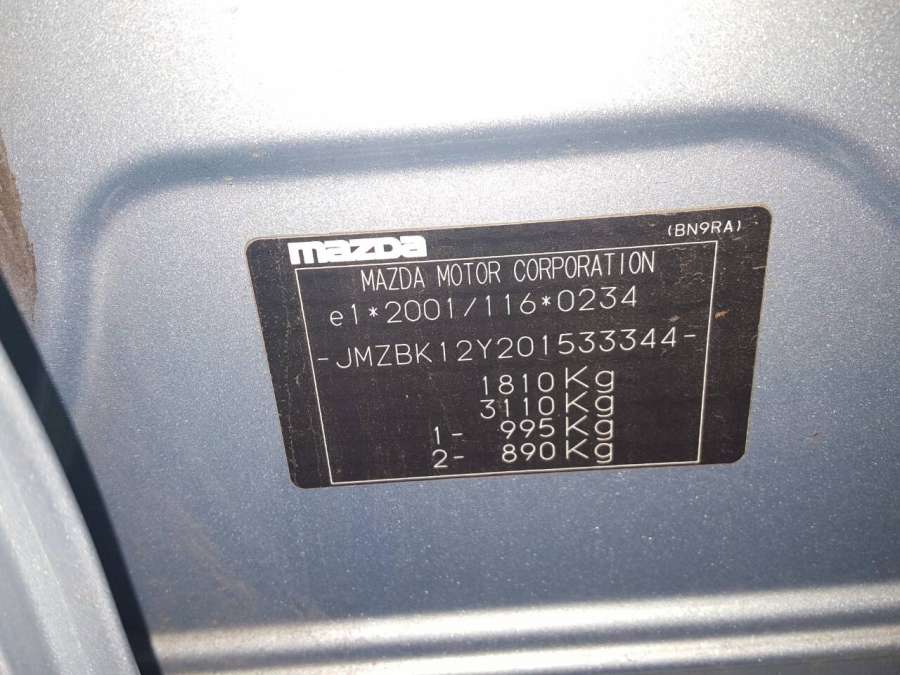 mazda
(BN9RA)
MAZDA MOTOR CORPORATION
e1*2001/116*0234
-JMZBK12Y201533344-
1810Kg
3110Kg
1- 995Kg
2- 890Kg